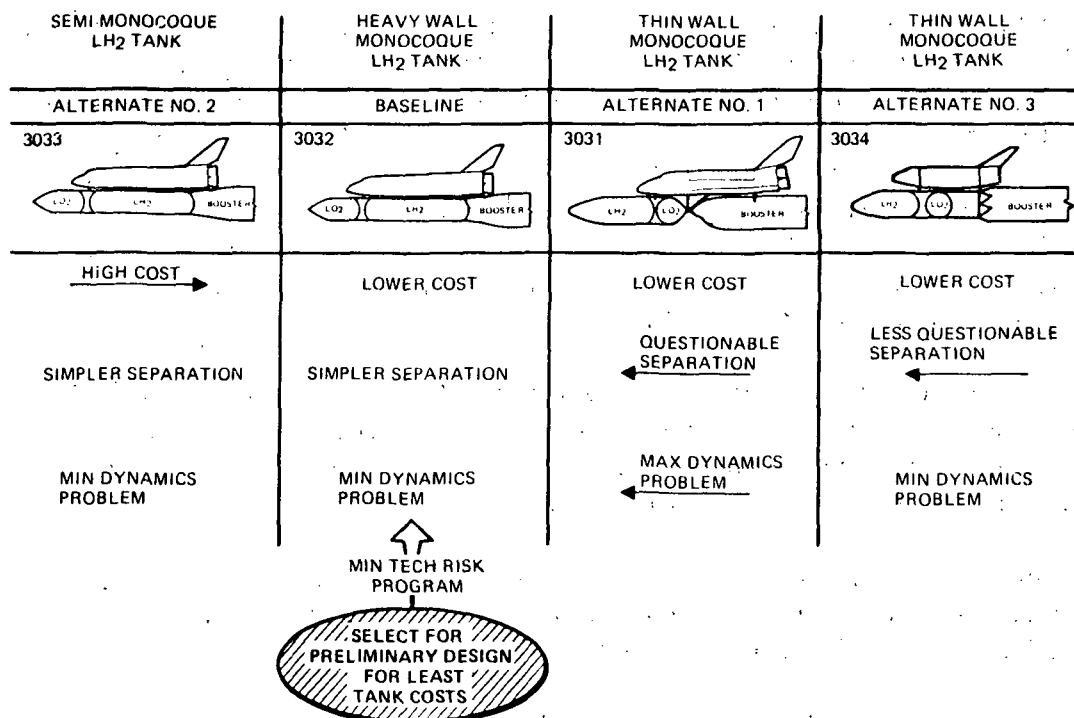 SEMI-MONOCOQUE
LH2 TANK
HEAVY WALL
MONOCOQUE
LH2 TANK
THIN WALL
MONOCOQUE
LH2 TANK
THIN WALL
MONOCOQUE
LH2 TANK
ALTERNATE NO. 2
BASELINE
ALTERNATE NO. 1
ALTERNATE NO. 3
3033
LO2
LH2
BOOSTER
3032
LO2
LH2
BOOSTER
3031
LH2
LO2
BOOSTER
3034
LH2
LO2
BOOSTER
HIGH COST
LOWER COST
LOWER COST
LOWER COST
SIMPLER SEPARATION
SIMPLER SEPARATION
QUESTIONABLE
SEPARATION
LESS QUESTIONABLE
SEPARATION
MIN DYNAMICS
PROBLEM
MIN DYNAMICS
PROBLEM
MAX DYNAMICS
PROBLEM
MIN DYNAMICS
PROBLEM
MIN TECH RISK
PROGRAM
SELECT FOR
PRELIMINARY DESIGN
FOR LEAST
TANK COSTS